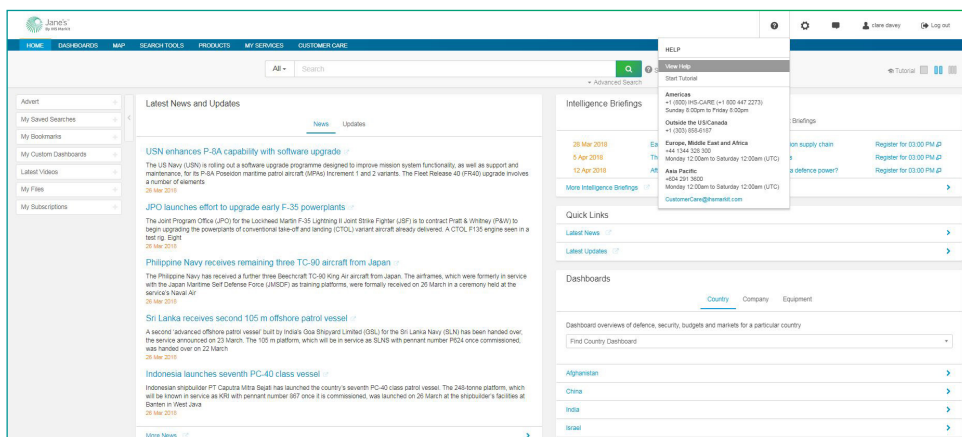 Jane's
By IHS Markit
clare davey
Log out
HOME DASHBOARDS MAP SEARCH TOOLS PRODUCTS MY SERVICES CUSTOMER CARE
All
Search
Advanced Search
Tutorial
HELP
View Help
Start Tutorial
Americas
+1 (800) IHS-CARE (+1 800 447 2273)
Sunday 8:00pm to Friday 8:00pm
Outside the US/Canada
+1 (303) 858-6187
Europe, Middle East and Africa
+44 1344 328 300
Monday 12:00am to Saturday 12:00am (UTC)
Asia Pacific
+604 291 3600
Monday 12:00am to Saturday 12:00am (UTC)
CustomerCare@ihsmarkit.com
Advert
My Saved Searches
My Bookmarks
My Custom Dashboards
Latest Videos
My Files
My Subscriptions
Latest News and Updates
News Updates
USN enhances P-8A capability with software upgrade
The US Navy (USN) is rolling out a software upgrade programme designed to improve mission system functionality, as well as support and
maintenance, for its P-8A Poseidon maritime patrol aircraft (MPAs) Increment 1 and 2 variants. The Fleet Release 40 (FR40) upgrade involves
a number of elements
26 Mar 2018
JPO launches effort to upgrade early F-35 powerplants
The Joint Program Office (JPO) for the Lockheed Martin F-35 Lightning II Joint Strike Fighter (JSF) is to contract Pratt & Whitney (P&W) to
begin upgrading the powerplants of conventional take-off and landing (CTOL) variant aircraft already delivered. A CTOL F135 engine seen in a
test rig. Eight
26 Mar 2018
Philippine Navy receives remaining three TC-90 aircraft from Japan
The Philippine Navy has received a further three Beechcraft TC-90 King Air aircraft from Japan. The airframes, which were formerly in service
with the Japan Maritime Self Defense Force (JMSDF) as training platforms, were formally received on 26 March in a ceremony held at the
service's Naval Air
26 Mar 2018
Sri Lanka receives second 105 m offshore patrol vessel
A second 'advanced offshore patrol vessel' built by India's Goa Shipyard Limited (GSL) for the Sri Lanka Navy (SLN) has been handed over,
the service announced on 23 March. The 105 m platform, which will be in service as SLNS with pennant number P624 once commissioned,
was handed over on 22 March
26 Mar 2018
Indonesia launches seventh PC-40 class vessel
Indonesian shipbuilder PT Caputra Mitra Sejati has launched the country's seventh PC-40 class patrol vessel. The 248-tonne platform, which
will be known in service as KRI with pennant number 867 once it is commissioned, was launched on 26 March at the shipbuilder's facilities at
Banten in West Java
26 Mar 2018
More News
Intelligence Briefings
Briefings
28 Mar 2018 on supply chain Register for 03:00 PM
5 Apr 2018 Register for 03:00 PM
12 Apr 2018 a defence power? Register for 03:00 PM
More Intelligence Briefings
Quick Links
Latest News
Latest Updates
Dashboards
Country Company Equipment
Dashboard overviews of defence, security, budgets and markets for a particular country
Find Country Dashboard
Afghanistan
China
India
Israel